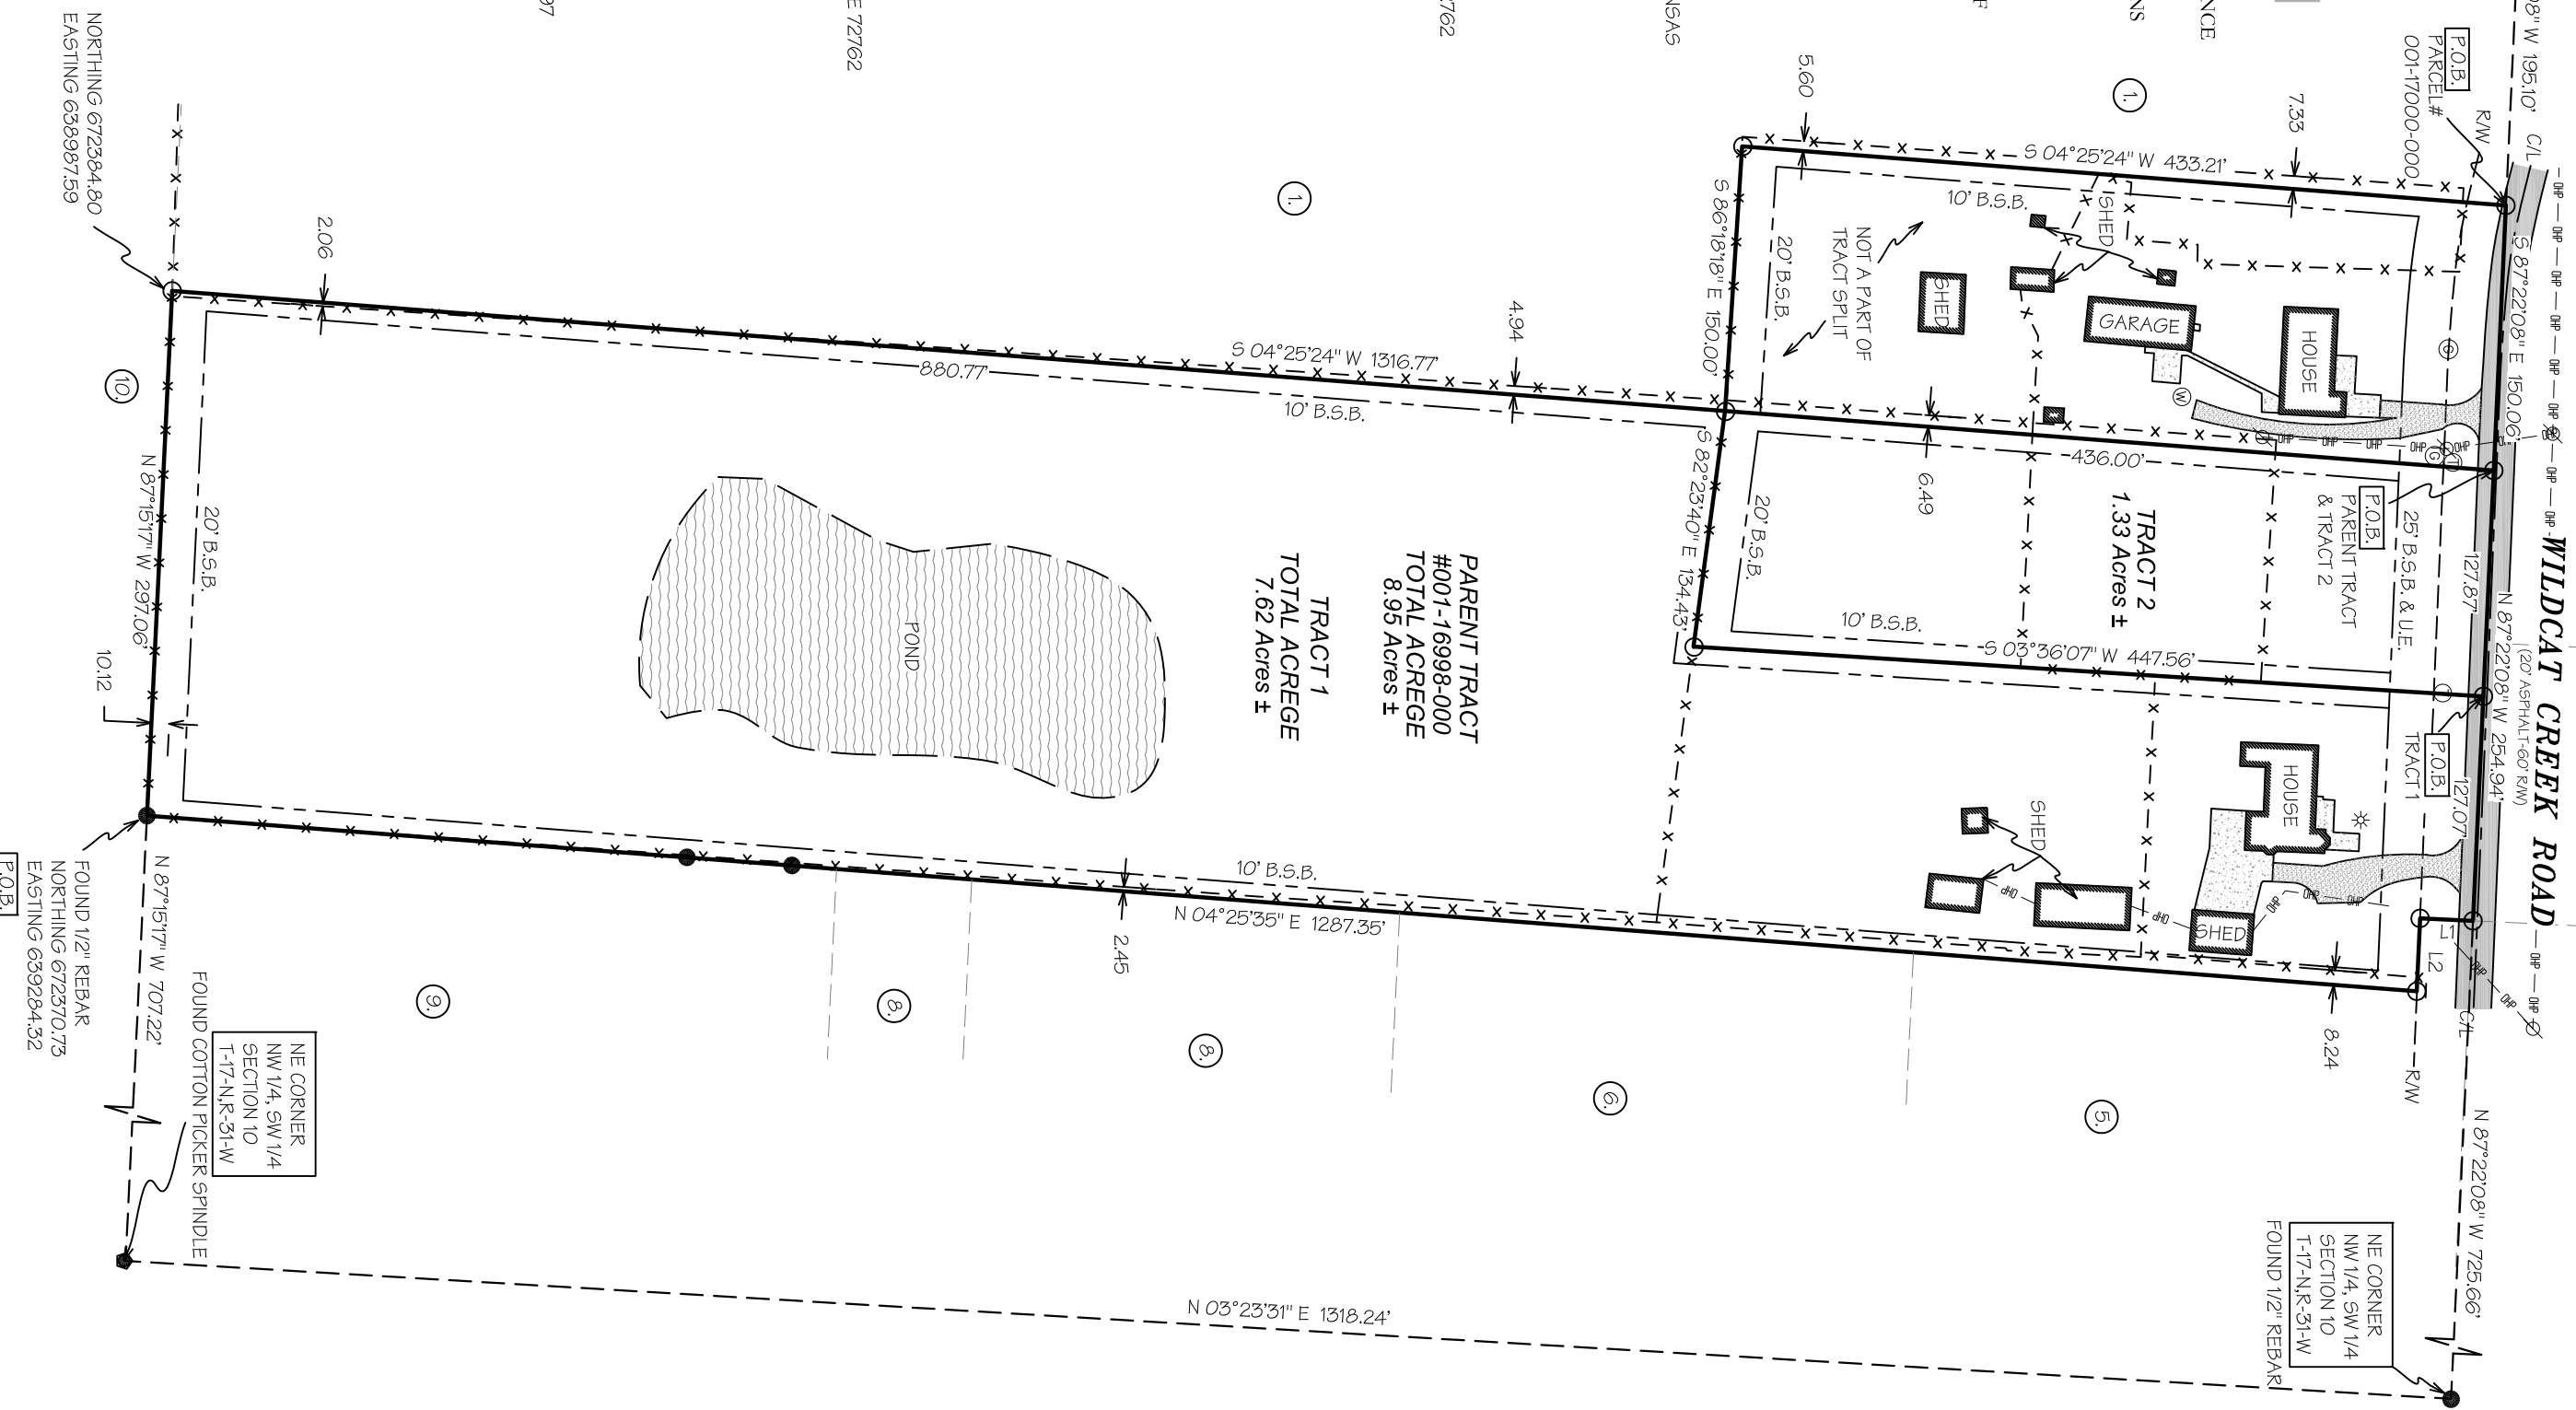 08" W 195.10'
C/L
WILDCAT CREEK ROAD
(20' ASPHALT-60' R/W)
OHP
P.O.B.
PARCEL#
001-17000-000
R/W
S 87°22'08" E 150.06'
N 87°22'08" W 254.94'
127.87'
127.07'
N 87°22'08" W 725.66'
C/L
R/W
L1
L2
NCE
NS
F
NSAS
762
E 72762
97
1.
7.33
5.60
S 04°25'24" W 433.21'
10' B.S.B.
SHED
SHED
GARAGE
HOUSE
W
G
T
NOT A PART OF
TRACT SPLIT
20' B.S.B.
S 86°18'18" E 150.00'
P.O.B.
PARENT TRACT
& TRACT 2
25' B.S.B. & U.E.
TRACT 2
1.33 Acres ±
436.00'
6.49
20' B.S.B.
S 82°23'40" E 134.43'
10' B.S.B.
S 03°36'07" W 447.56'
P.O.B.
TRACT 1
HOUSE
SHED
SHED
8.24
1.
4.94
S 04°25'24" W 1316.77'
880.77'
10' B.S.B.
2.06
PARENT TRACT
#001-16998-000
TOTAL ACREGE
8.95 Acres ±
TRACT 1
TOTAL ACREGE
7.62 Acres ±
POND
10' B.S.B.
N 04°25'35" E 1287.35'
2.45
5.
6.
8.
8.
9.
10.
20' B.S.B.
N 87°15'17" W 297.06'
10.12
NORTHING 672384.80
EASTING 638987.59
FOUND 1/2" REBAR
NORTHING 672370.73
EASTING 639284.32
P.O.B.
N 87°15'17" W 707.22'
NE CORNER
NW 1/4, SW 1/4
SECTION 10
T-17-N,R-31-W
FOUND COTTON PICKER SPINDLE
N 03°23'31" E 1318.24'
NE CORNER
NW 1/4, SW 1/4
SECTION 10
T-17-N,R-31-W
FOUND 1/2" REBAR